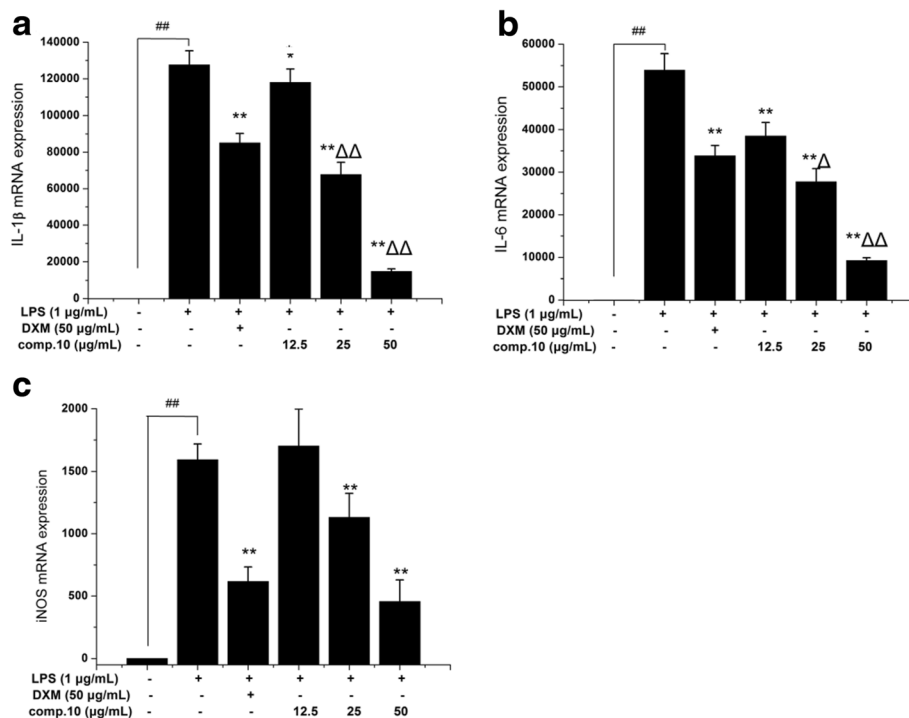 a
##
140000
120000
100000
80000
60000
40000
20000
0
IL-1β mRNA expression
**
*
**ΔΔ
**ΔΔ
LPS (1 μg/mL) - + + + + +
DXM (50 μg/mL) - - + - - -
comp.10 (μg/mL) - - - 12.5 25 50
b
##
60000
50000
40000
30000
20000
10000
0
IL-6 mRNA expression
**
**
**Δ
**ΔΔ
LPS (1 μg/mL) - + + + + +
DXM (50 μg/mL) - - + - - -
comp.10 (μg/mL) - - - 12.5 25 50
c
##
2000
1500
1000
500
0
iNOS mRNA expression
**
**
**
LPS (1 μg/mL) - + + + + +
DXM (50 μg/mL) - - + - - -
comp.10 (μg/mL) - - - 12.5 25 50